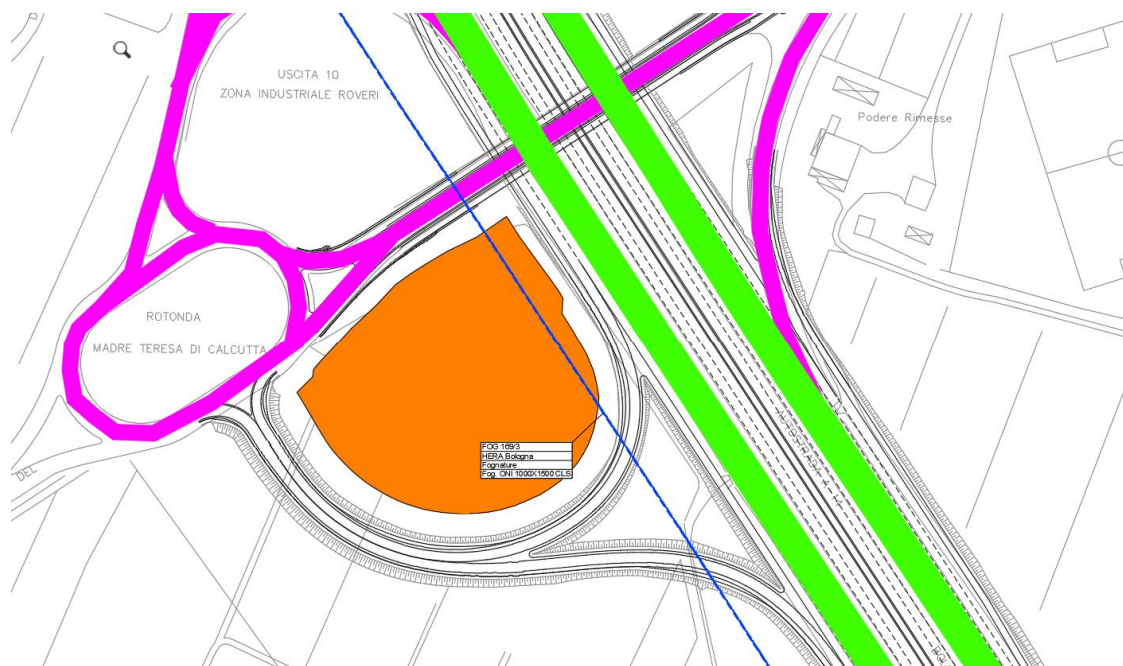 USCITA 10
ZONA INDUSTRIALE ROVERI
Podere Rimesse
ROTONDA
MADRE TERESA DI CALCUTTA
FOG 169/3
HERA Bologna
Fognature
Fog. ONI 1000X1500 CLS
DEL
AUTOSTRADA